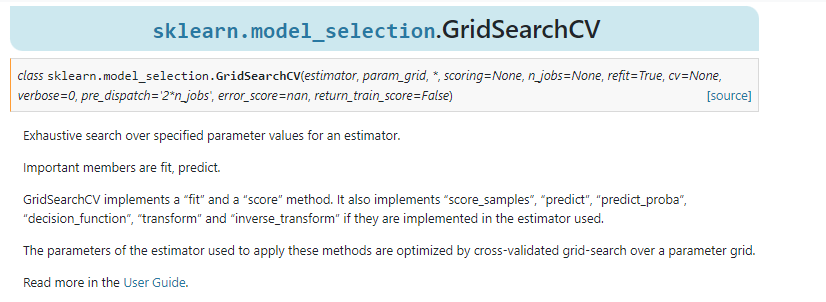 sklearn.model_selection.GridSearchCV
class sklearn.model_selection.GridSearchCV(estimator, param_grid, *, scoring=None, n_jobs=None, refit=True, cv=None,
verbose=0, pre_dispatch='2*n_jobs', error_score=nan, return_train_score=False) [source]
Exhaustive search over specified parameter values for an estimator.
Important members are fit, predict.
GridSearchCV implements a “fit” and a “score” method. It also implements “score_samples”, “predict”, “predict_proba”,
“decision_function”, “transform” and “inverse_transform” if they are implemented in the estimator used.
The parameters of the estimator used to apply these methods are optimized by cross-validated grid-search over a parameter grid.
Read more in the User Guide.